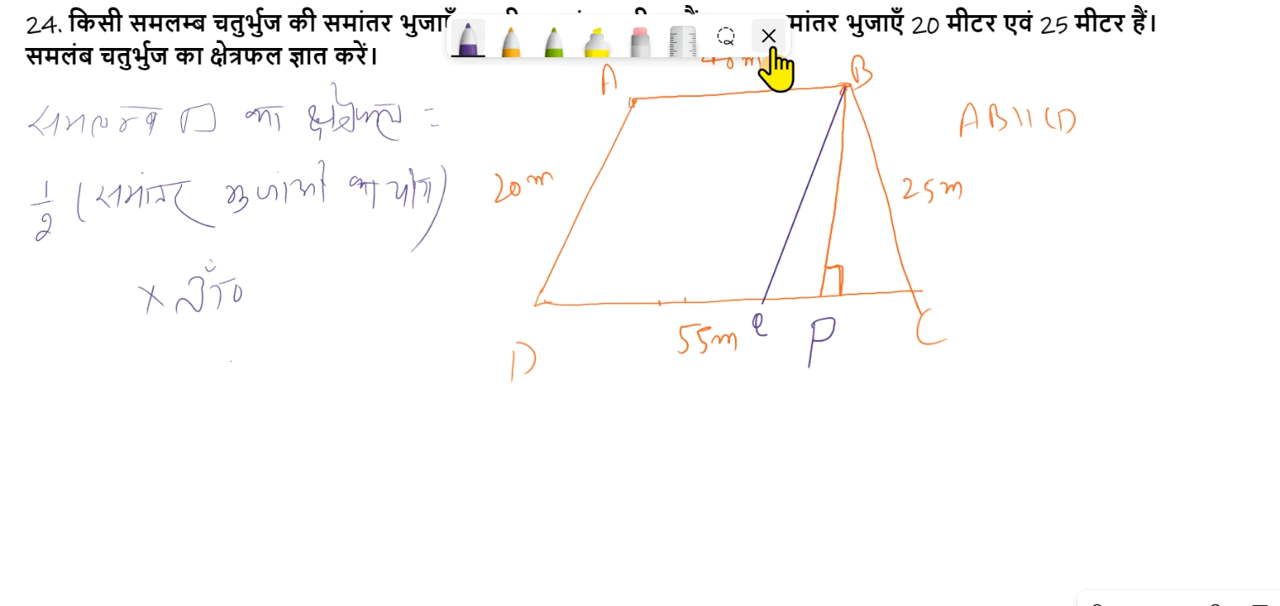 24. किसी समलम्ब चतुर्भुज की समांतर भुजाएँ मांतर भुजाएँ 20 मीटर एवं 25 मीटर हैं।
समलंब चतुर्भुज का क्षेत्रफल ज्ञात करें।
A
B
समलम्ब □ का क्षेत्रफल =
AB||CD
1/2 (समांतर भुजाओं का योग)
20m
25m
× ऊँ०
55m
e
P
C
D